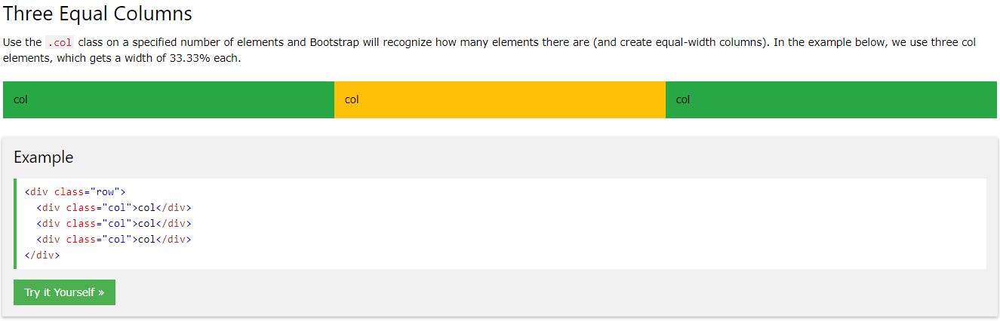 Three Equal Columns
Use the .col class on a specified number of elements and Bootstrap will recognize how many elements there are (and create equal-width columns). In the example below, we use three col
elements, which gets a width of 33.33% each.
col col col
Example
<div class="row">
  <div class="col">col</div>
  <div class="col">col</div>
  <div class="col">col</div>
</div>
Try it Yourself »